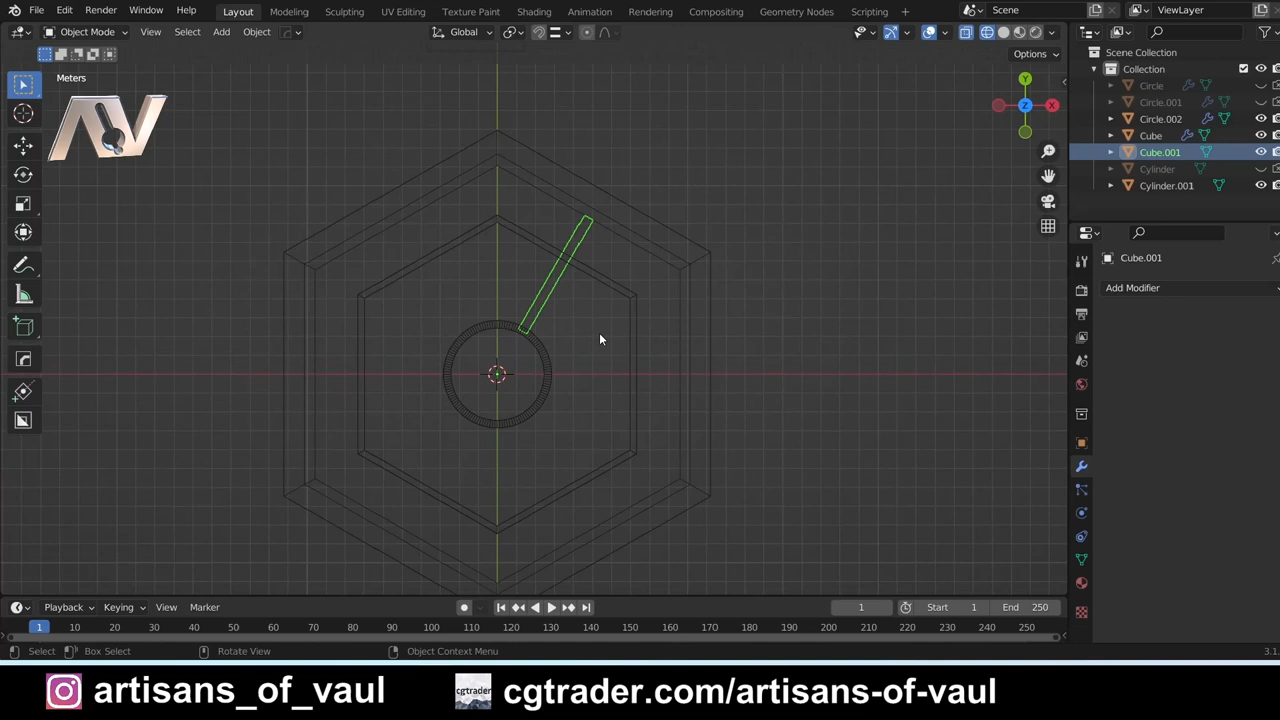 File Edit Render Window Help Layout Modeling Sculpting UV Editing Texture Paint Shading Animation Rendering Compositing Geometry Nodes Scripting + Scene ViewLayer
Object Mode View Select Add Object Global
Options
Meters
AV
Y
Z
X
Scene Collection
Collection
Circle
Circle.001
Circle.002
Cube
Cube.001
Cylinder
Cylinder.001
Cube.001
Add Modifier
Playback Keying View Marker 1 Start 1 End 250
1 10 20 30 40 50 60 70 80 90 100 110 120 130 140 150 160 170 180 190 200 210 220 230 240 250
Select Box Select Rotate View Object Context Menu 3.1.
artisans_of_vaul cgtrader cgtrader.com/artisans-of-vaul